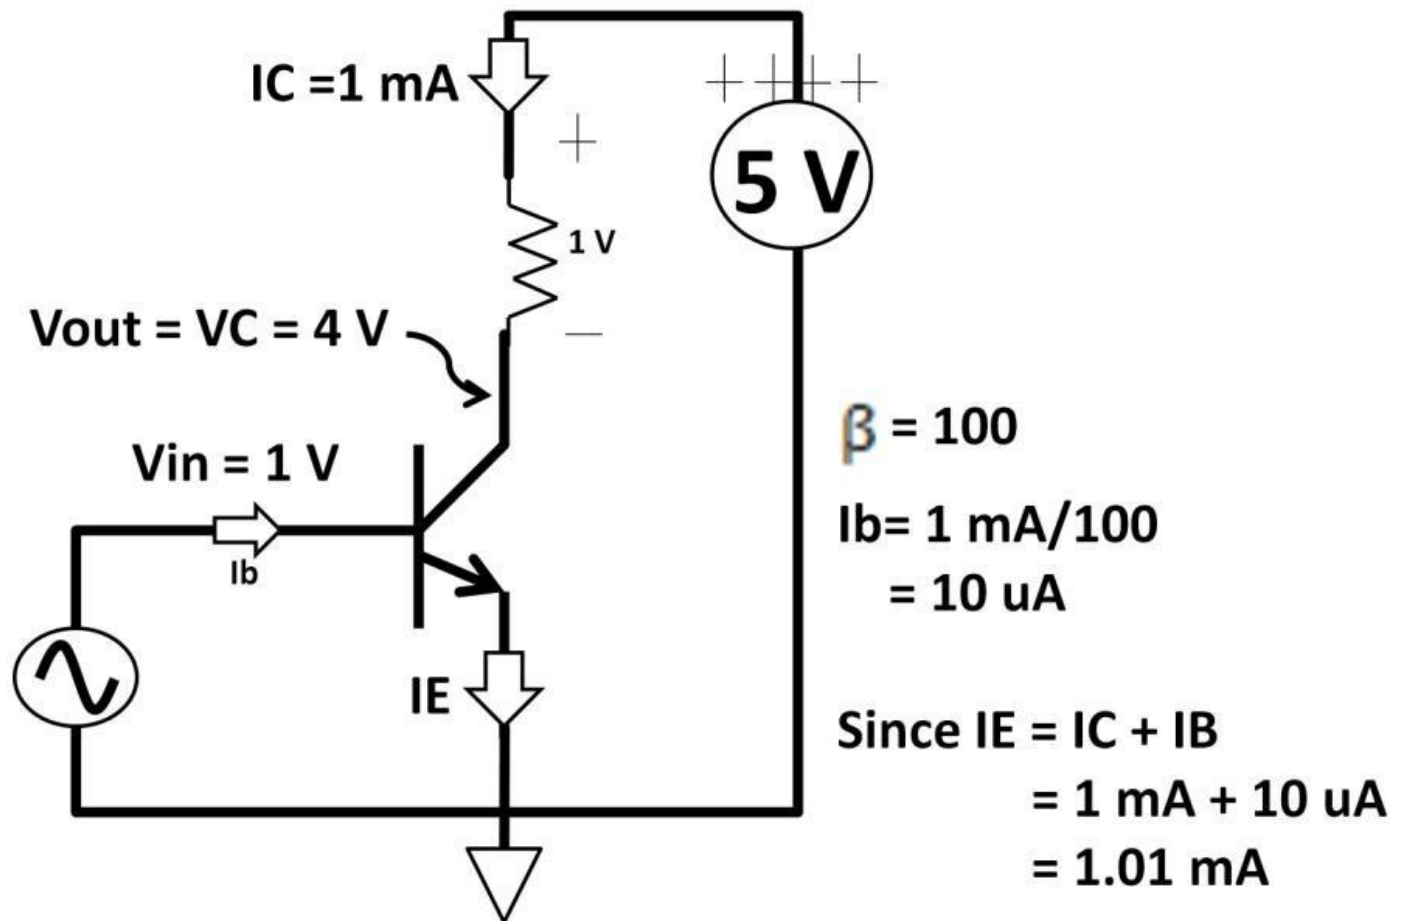 IC =1 mA
+
+ + + +
5 V
1 V
Vout = VC = 4 V
—
Vin = 1 V
Ib
β = 100
Ib= 1 mA/100
= 10 uA
IE
Since IE = IC + IB
= 1 mA + 10 uA
= 1.01 mA